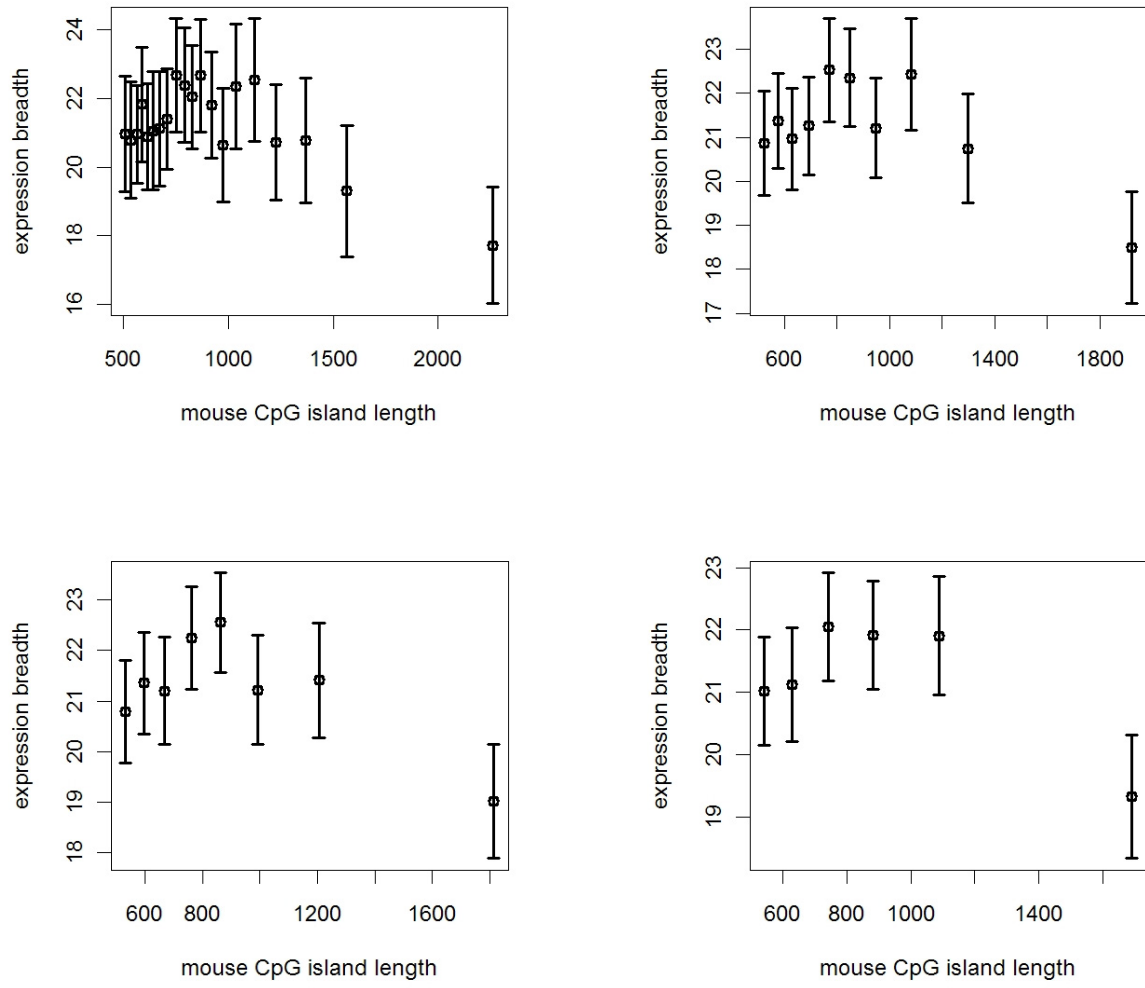 expression breadth
24
22
20
18
16
500 1000 1500 2000
mouse CpG island length
expression breadth
23
22
21
20
19
18
17
600 1000 1400 1800
mouse CpG island length
expression breadth
23
22
21
20
19
18
600 800 1200 1600
mouse CpG island length
expression breadth
23
22
21
20
19
600 800 1000 1400
mouse CpG island length